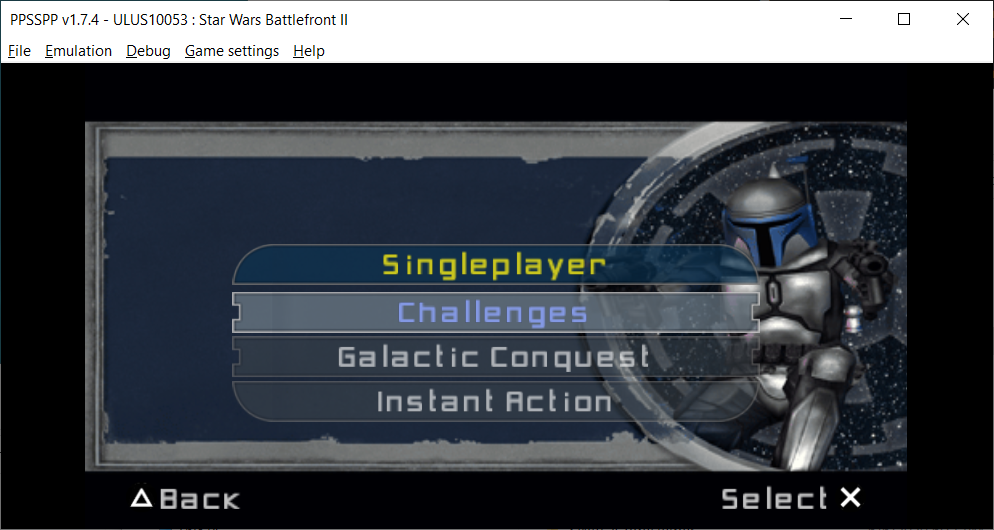 PPSSPP v1.7.4 - ULUS10053 : Star Wars Battlefront II
File Emulation Debug Game settings Help
Singleplayer
Challenges
Galactic Conquest
Instant Action
Back Select